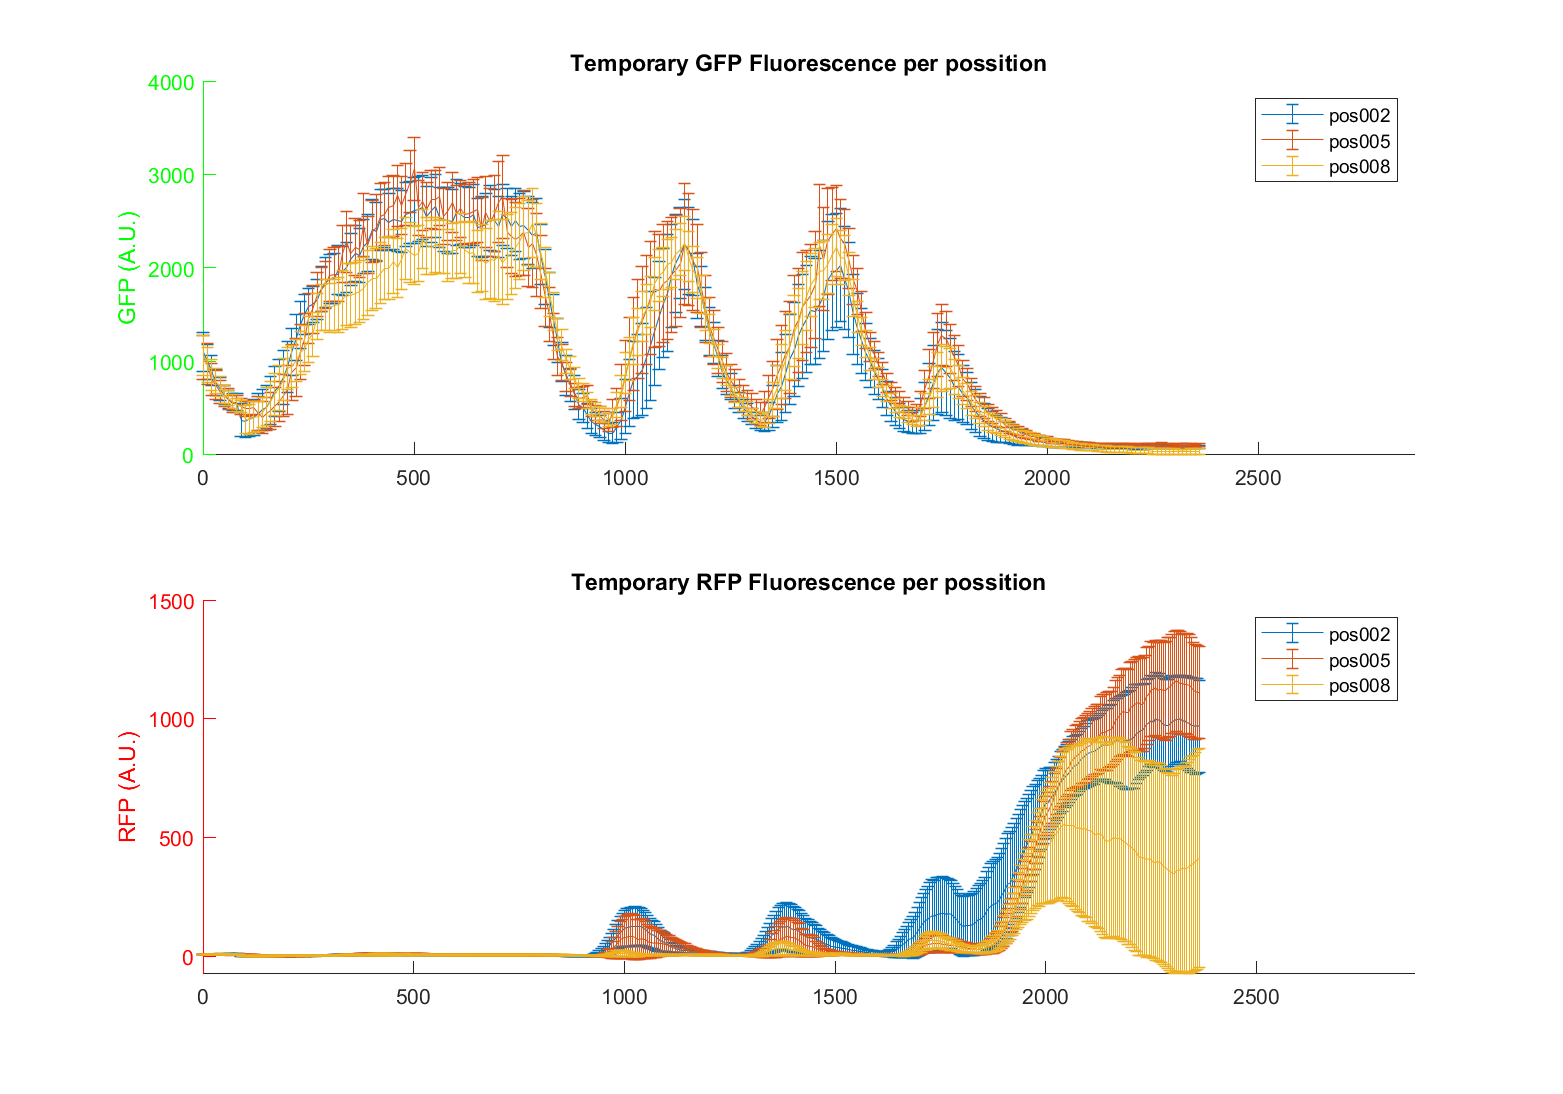 Temporary GFP Fluorescence per possition
4000
3000
2000
1000
0
GFP (A.U.)
pos002
pos005
pos008
0 500 1000 1500 2000 2500
Temporary RFP Fluorescence per possition
1500
1000
500
0
RFP (A.U.)
pos002
pos005
pos008
0 500 1000 1500 2000 2500